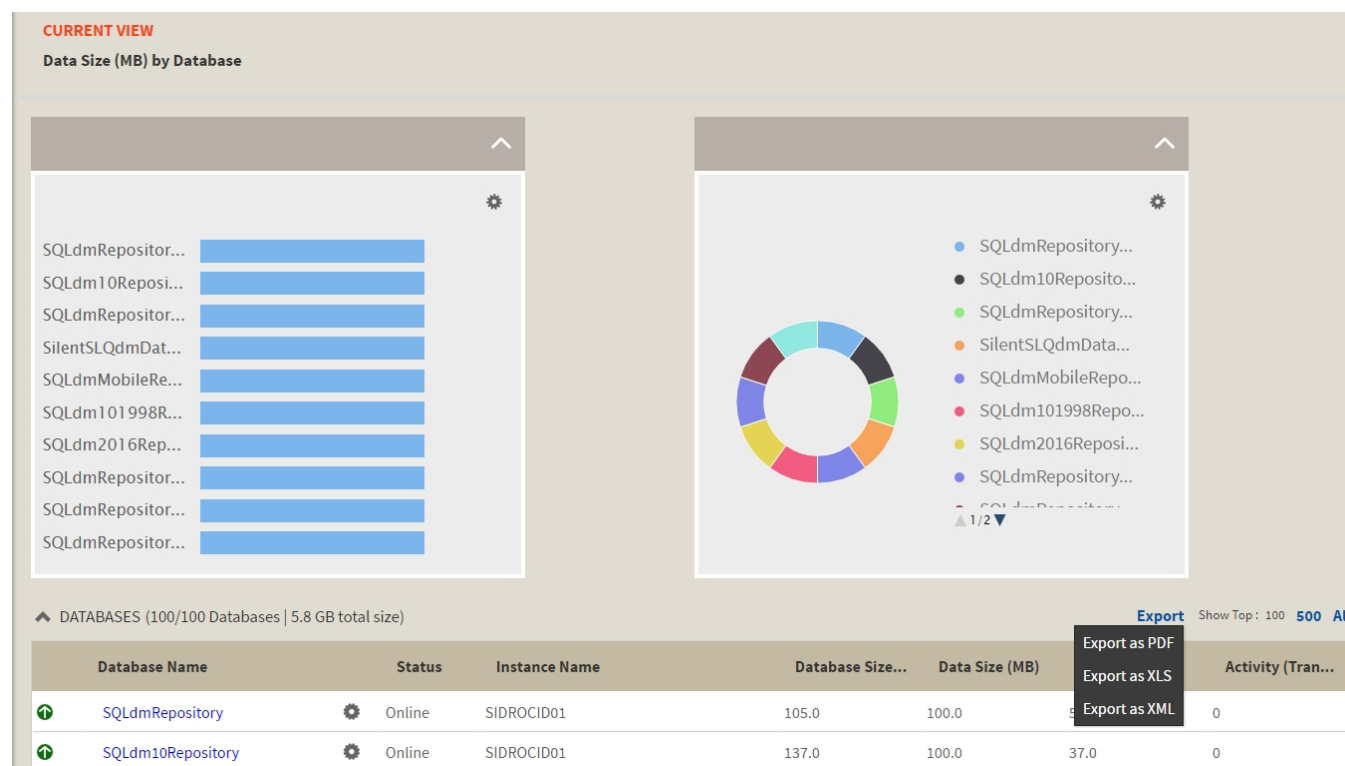 CURRENT VIEW
Data Size (MB) by Database
SQLdmRepositor...
SQLdm10Reposi...
SQLdmRepositor...
SilentSLQdmDat...
SQLdmMobileRe...
SQLdm101998R...
SQLdm2016Rep...
SQLdmRepositor...
SQLdmRepositor...
SQLdmRepositor...
SQLdmRepository...
SQLdm10Reposito...
SQLdmRepository...
SilentSLQdmData...
SQLdmMobileRepo...
SQLdm101998Repo...
SQLdm2016Reposi...
SQLdmRepository...
1/2
DATABASES (100/100 Databases | 5.8 GB total size) Export Show Top: 100 500
Export as PDF
Export as XLS
Export as XML
Database Name Status Instance Name Database Size... Data Size (MB) Activity (Tran...
SQLdmRepository Online SIDROCID01 105.0 100.0 0
SQLdm10Repository Online SIDROCID01 137.0 100.0 37.0 0